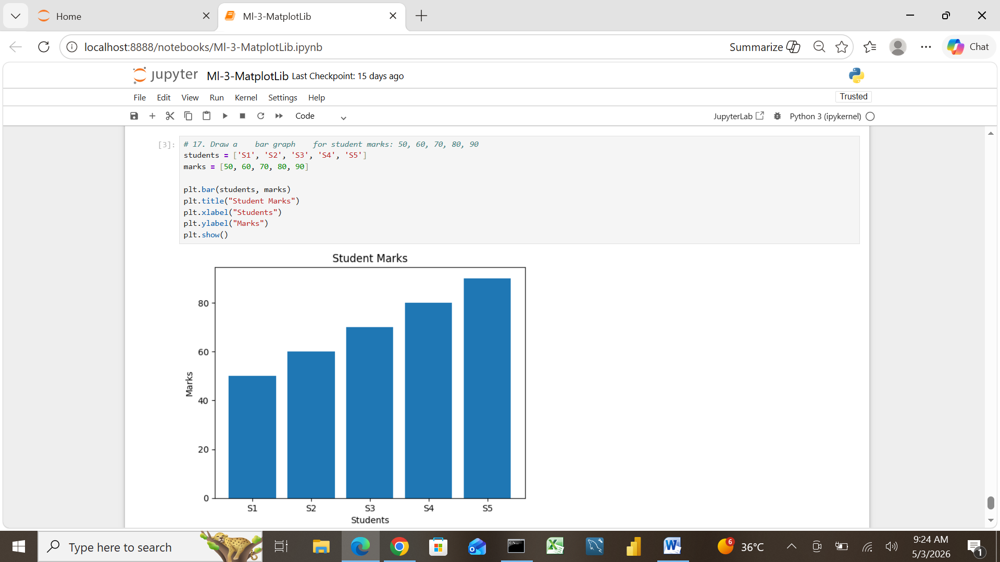 Home
Ml-3-MatplotLib
localhost:8888/notebooks/Ml-3-MatplotLib.ipynb
Summarize
Chat
jupyter Ml-3-MatplotLib Last Checkpoint: 15 days ago
File Edit View Run Kernel Settings Help
Trusted
Code
JupyterLab
Python 3 (ipykernel)
[3]:
# 17. Draw a    bar graph    for student marks: 50, 60, 70, 80, 90
students = ['S1', 'S2', 'S3', 'S4', 'S5']
marks = [50, 60, 70, 80, 90]
plt.bar(students, marks)
plt.title("Student Marks")
plt.xlabel("Students")
plt.ylabel("Marks")
plt.show()
Student Marks
80
60
40
20
0
Marks
S1 S2 S3 S4 S5
Students
Type here to search
6
36°C
9:24 AM
5/3/2026
1